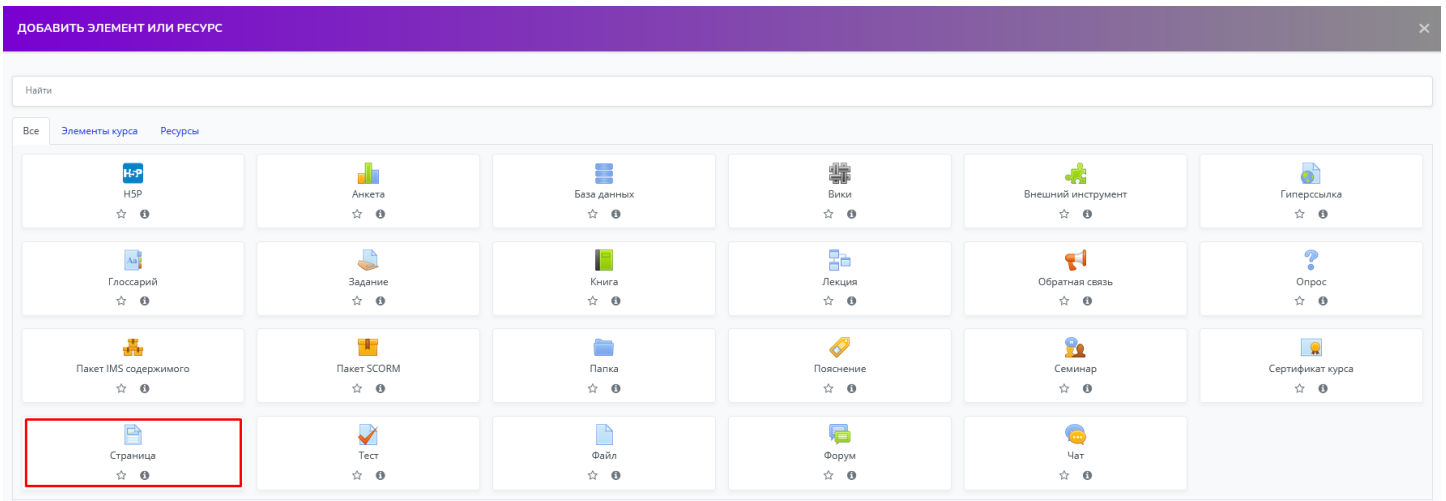 ДОБАВИТЬ ЭЛЕМЕНТ ИЛИ РЕСУРС
Найти
Все Элементы курса Ресурсы
H5P Анкета База данных Вики Внешний инструмент Гиперссылка
Глоссарий Задание Книга Лекция Обратная связь Опрос
Пакет IMS содержимого Пакет SCORM Папка Пояснение Семинар Сертификат курса
Страница Тест Файл Форум Чат